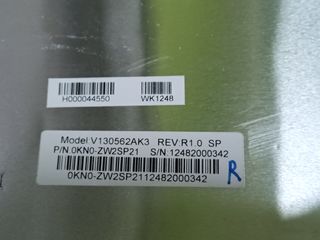 H000044550 WK1248
Model V130562AK3 REV:R1.0 SP
P/N:0KN0-ZW2SP21 S/N:12482000342
0KN0-ZW2SP2112482000342
R